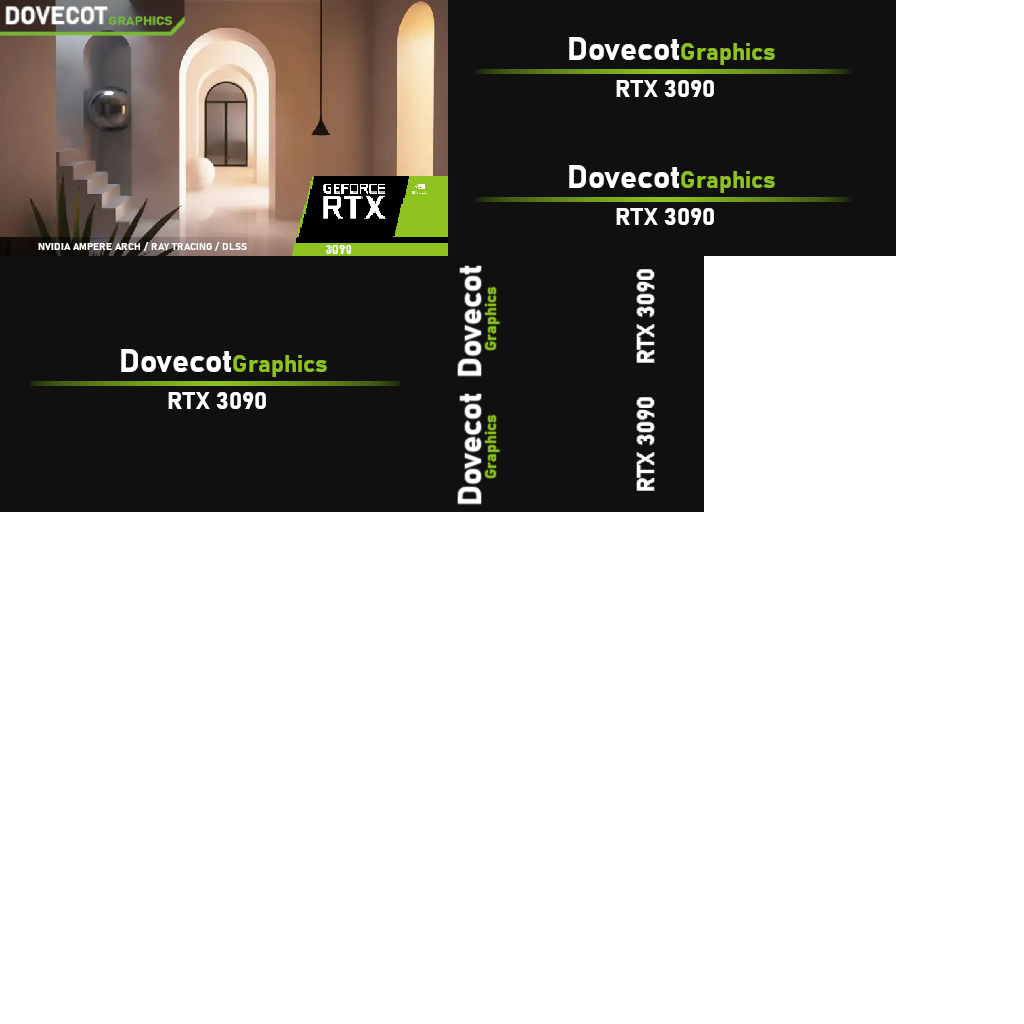 DOVECOT GRAPHICS
GEFORCE
RTX
NVIDIA AMPERE ARCH / RAY TRACING / DLSS
3090
DovecotGraphics
RTX 3090
DovecotGraphics
RTX 3090
DovecotGraphics
RTX 3090
Dovecot
Graphics
RTX 3090
Dovecot
Graphics
RTX 3090